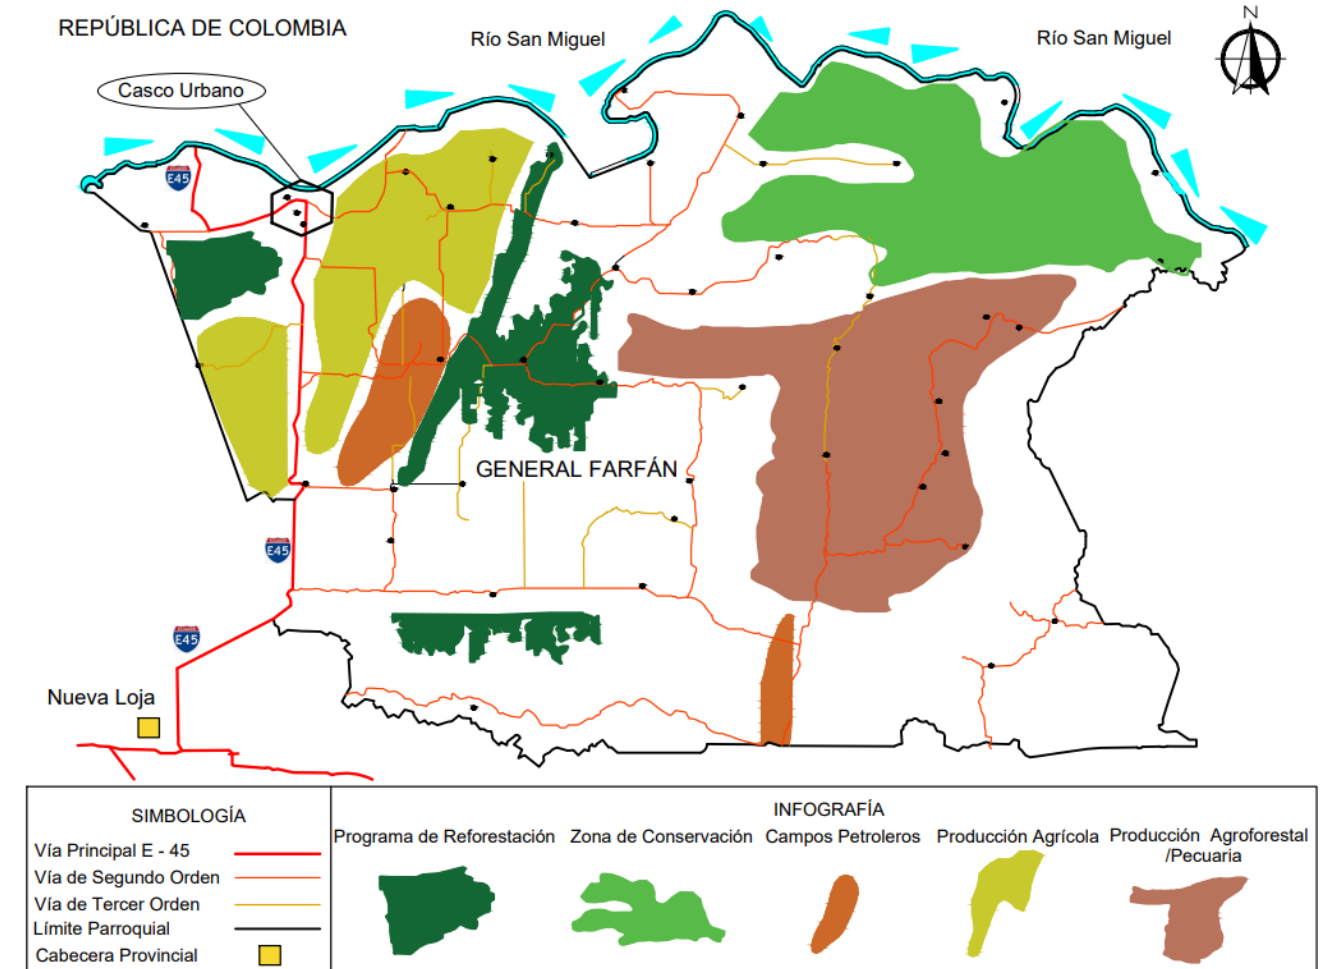 REPÚBLICA DE COLOMBIA
Río San Miguel
Río San Miguel
N
Casco Urbano
E45
GENERAL FARFÁN
E45
E45
Nueva Loja
SIMBOLOGÍA
Vía Principal E - 45
Vía de Segundo Orden
Vía de Tercer Orden
Límite Parroquial
Cabecera Provincial
INFOGRAFÍA
Programa de Reforestación
Zona de Conservación
Campos Petroleros
Producción Agrícola
Producción Agroforestal
/Pecuaria